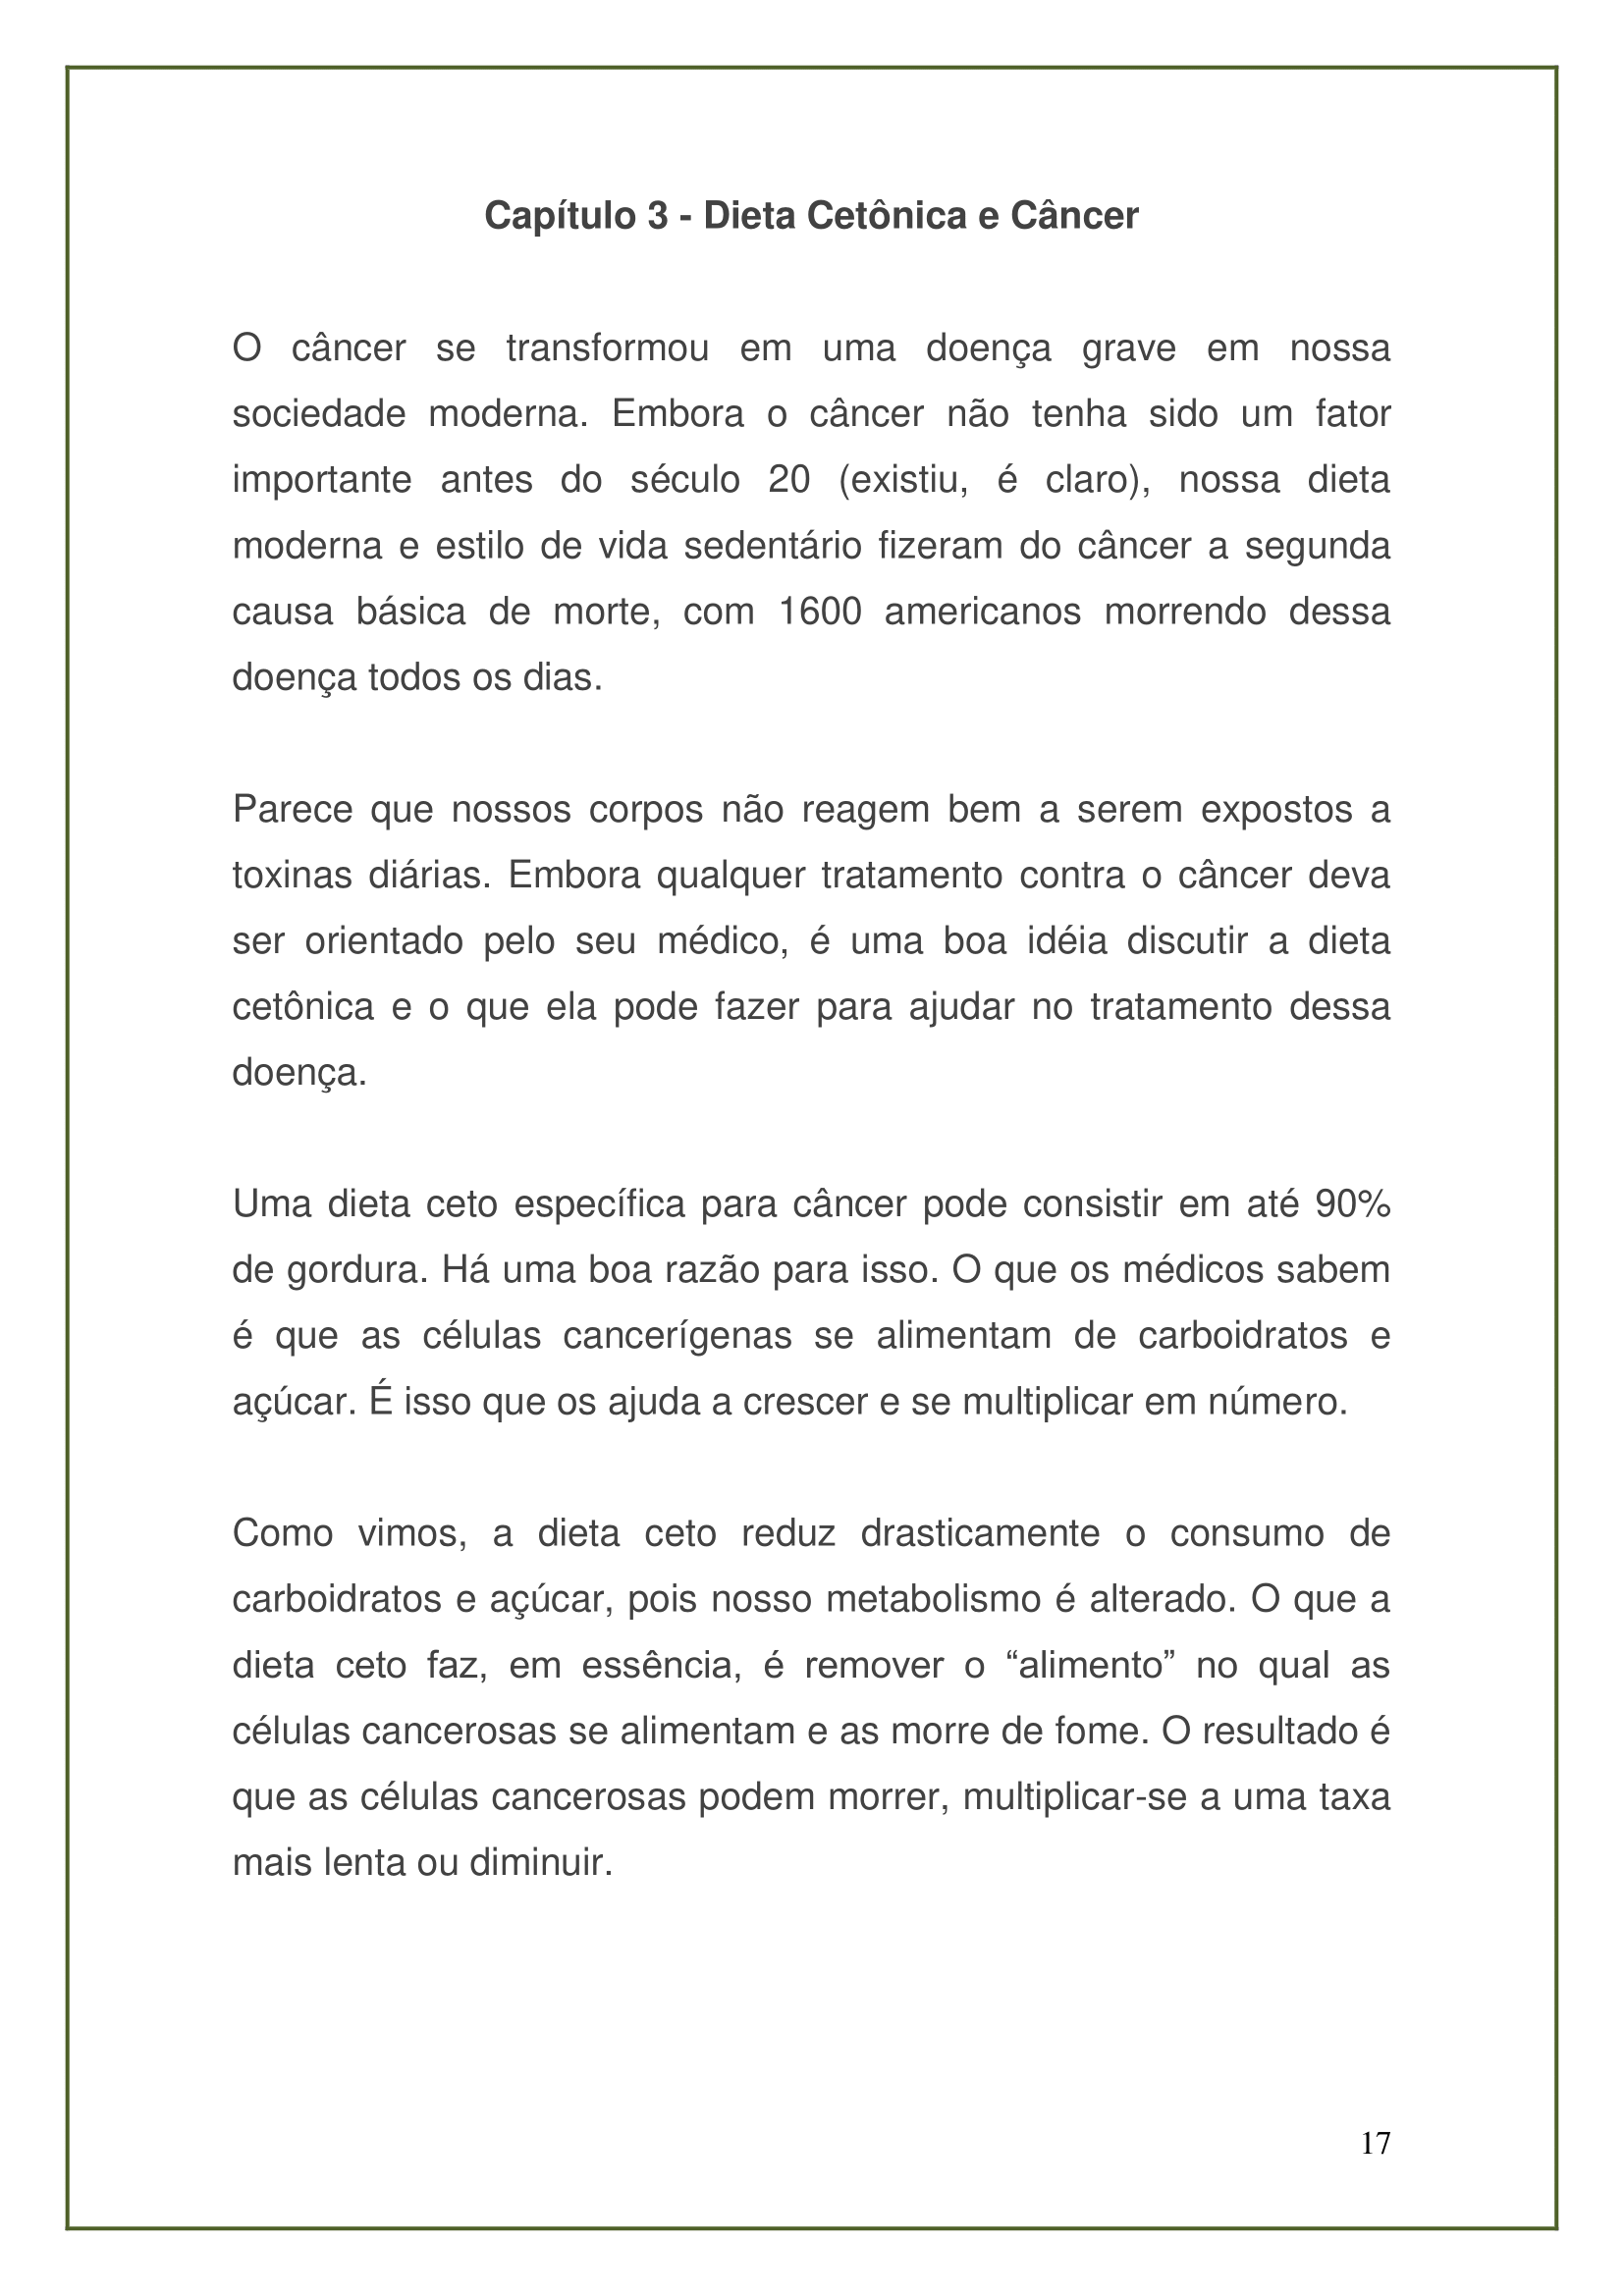 Capítulo 3 - Dieta Cetônica e Câncer
O câncer se transformou em uma doença grave em nossa
sociedade moderna. Embora o câncer não tenha sido um fator
importante antes do século 20 (existiu, é claro), nossa dieta
moderna e estilo de vida sedentário fizeram do câncer a segunda
causa básica de morte, com 1600 americanos morrendo dessa
doença todos os dias.
Parece que nossos corpos não reagem bem a serem expostos a
toxinas diárias. Embora qualquer tratamento contra o câncer deva
ser orientado pelo seu médico, é uma boa idéia discutir a dieta
cetônica e o que ela pode fazer para ajudar no tratamento dessa
doença.
Uma dieta ceto específica para câncer pode consistir em até 90%
de gordura. Há uma boa razão para isso. O que os médicos sabem
é que as células cancerígenas se alimentam de carboidratos e
açúcar. É isso que os ajuda a crescer e se multiplicar em número.
Como vimos, a dieta ceto reduz drasticamente o consumo de
carboidratos e açúcar, pois nosso metabolismo é alterado. O que a
dieta ceto faz, em essência, é remover o “alimento” no qual as
células cancerosas se alimentam e as morre de fome. O resultado é
que as células cancerosas podem morrer, multiplicar-se a uma taxa
mais lenta ou diminuir.
17